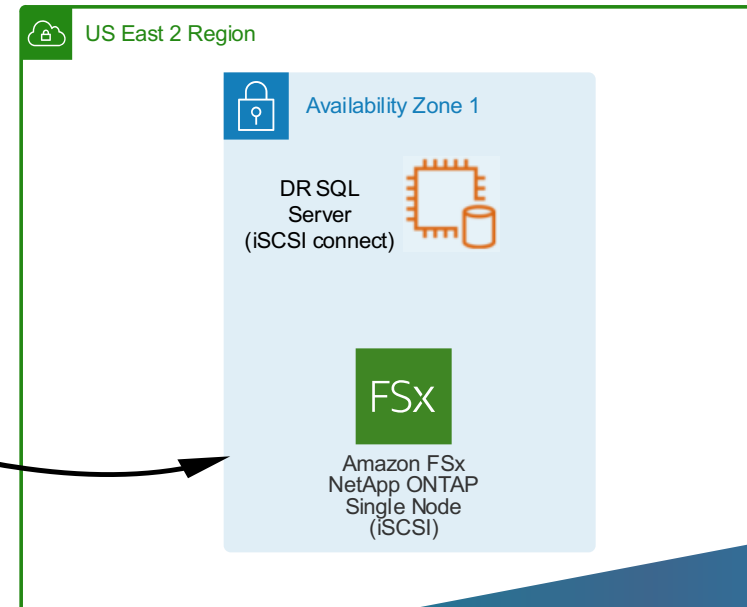 US East 2 Region
Availability Zone 1
DR SQL
Server
(iSCSI connect)
FSx
Amazon FSx
NetApp ONTAP
Single Node
(iSCSI)